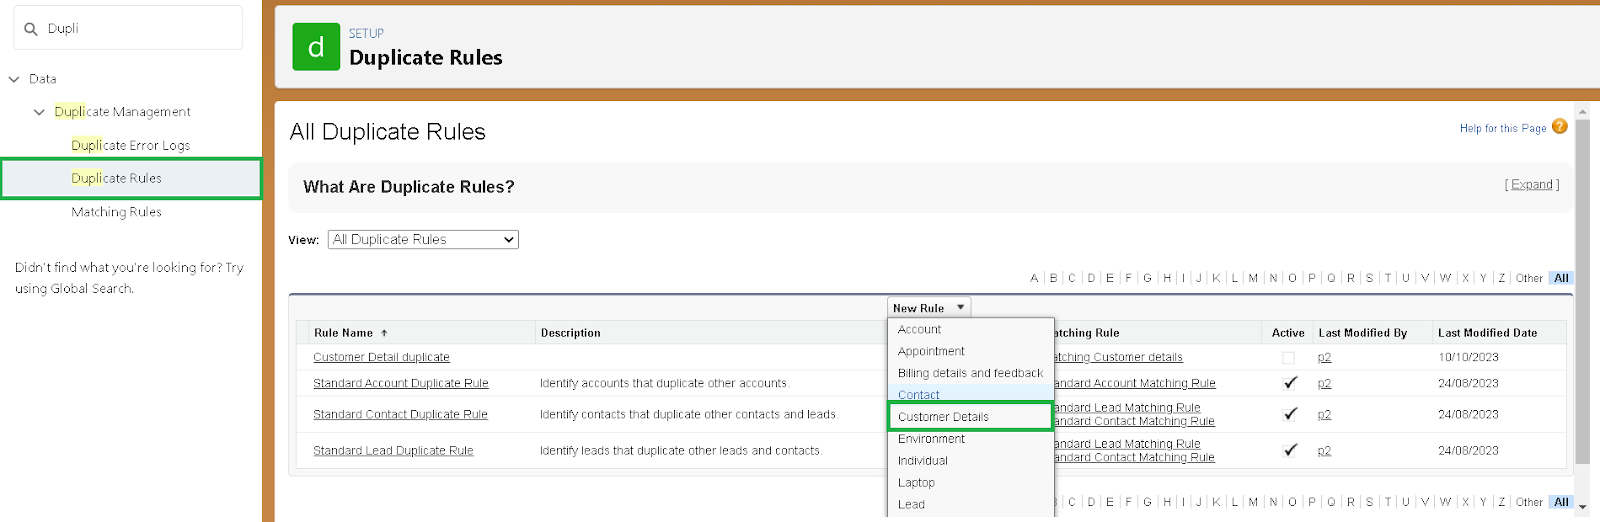 Dupli
Data
Duplicate Management
Duplicate Error Logs
Duplicate Rules
Matching Rules
Didn't find what you're looking for? Try
using Global Search.
d
SETUP
Duplicate Rules
All Duplicate Rules
Help for this Page ?
What Are Duplicate Rules?
[ Expand ]
View: All Duplicate Rules
A | B | C | D | E | F | G | H | I | J | K | L | M | N | O | P | Q | R | S | T | U | V | W | X | Y | Z | Other | All
New Rule
Account
Appointment
Billing details and feedback
Contact
Customer Details
Environment
Individual
Laptop
Lead
Rule Name Description atching Rule Active Last Modified By Last Modified Date
Customer Detail duplicate atching Customer details p2 10/10/2023
Standard Account Duplicate Rule Identify accounts that duplicate other accounts. andard Account Matching Rule p2 24/08/2023
Standard Contact Duplicate Rule Identify contacts that duplicate other contacts and leads. andard Lead Matching Rule p2 24/08/2023
andard Contact Matching Rule
Standard Lead Duplicate Rule Identify leads that duplicate other leads and contacts. andard Lead Matching Rule p2 24/08/2023
andard Contact Matching Rule
C | D | E | F | G | H | I | J | K | L | M | N | O | P | Q | R | S | T | U | V | W | X | Y | Z | Other | All